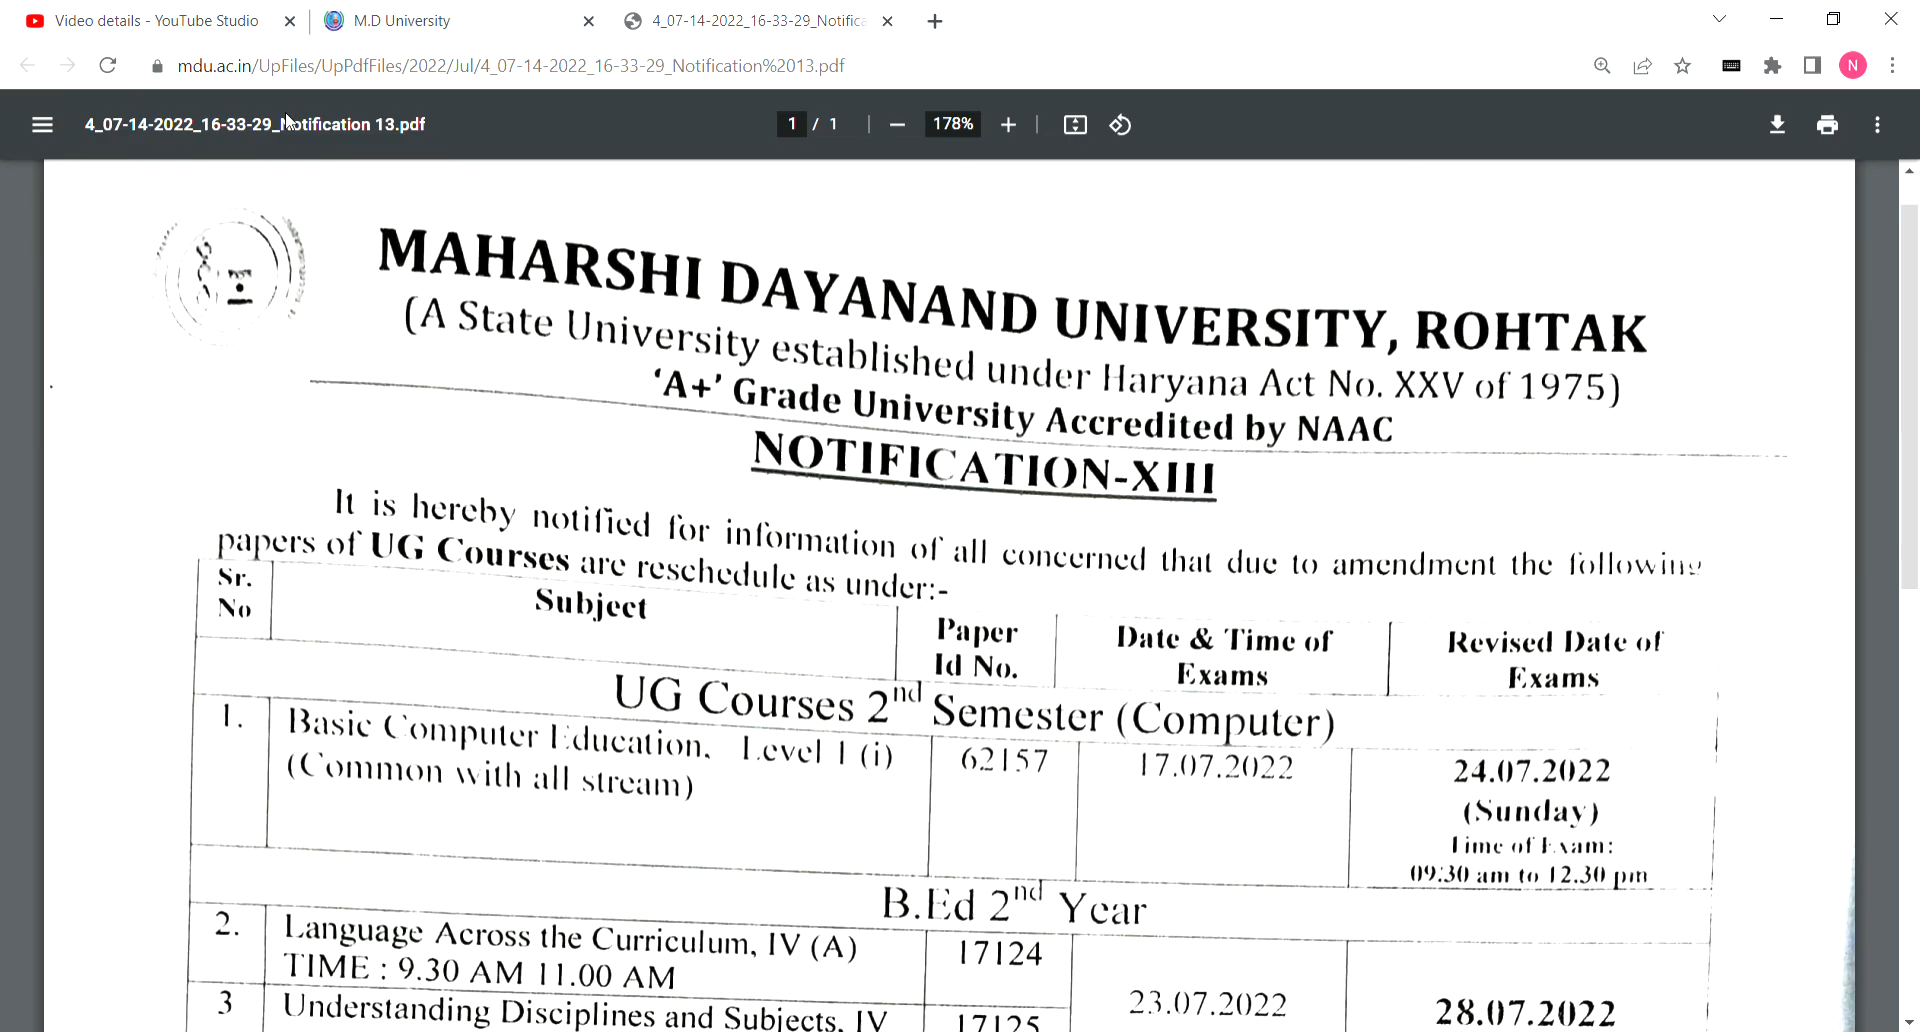 Video details - YouTube Studio
M.D University
4_07-14-2022_16-33-29_Notifica
mdu.ac.in/UpFiles/UpPdfFiles/2022/Jul/4_07-14-2022_16-33-29_Notification%2013.pdf
N
4_07-14-2022_16-33-29_Notification 13.pdf
1 / 1
178%
MAHARSHI DAYANAND UNIVERSITY, ROHTAK
(A State University established under Haryana Act No. XXV of 1975)
'A+' Grade University Accredited by NAAC
NOTIFICATION-XIII
It is hereby notified for information of all concerned that due to amendment the following
papers of UG Courses are reschedule as under:-
Sr. No
Subject
Paper Id No.
Date & Time of Exams
Revised Date of Exams
UG Courses 2nd Semester (Computer)
1.
Basic Computer Education, Level I (i)
(Common with all stream)
62157
17.07.2022
24.07.2022
(Sunday)
Time of Exam:
09:30 am to 12.30 pm
B.Ed 2nd Year
2.
Language Across the Curriculum, IV (A)
TIME : 9.30 AM 11.00 AM
17124
3
Understanding Disciplines and Subjects, IV
17125
23.07.2022
28.07.2022